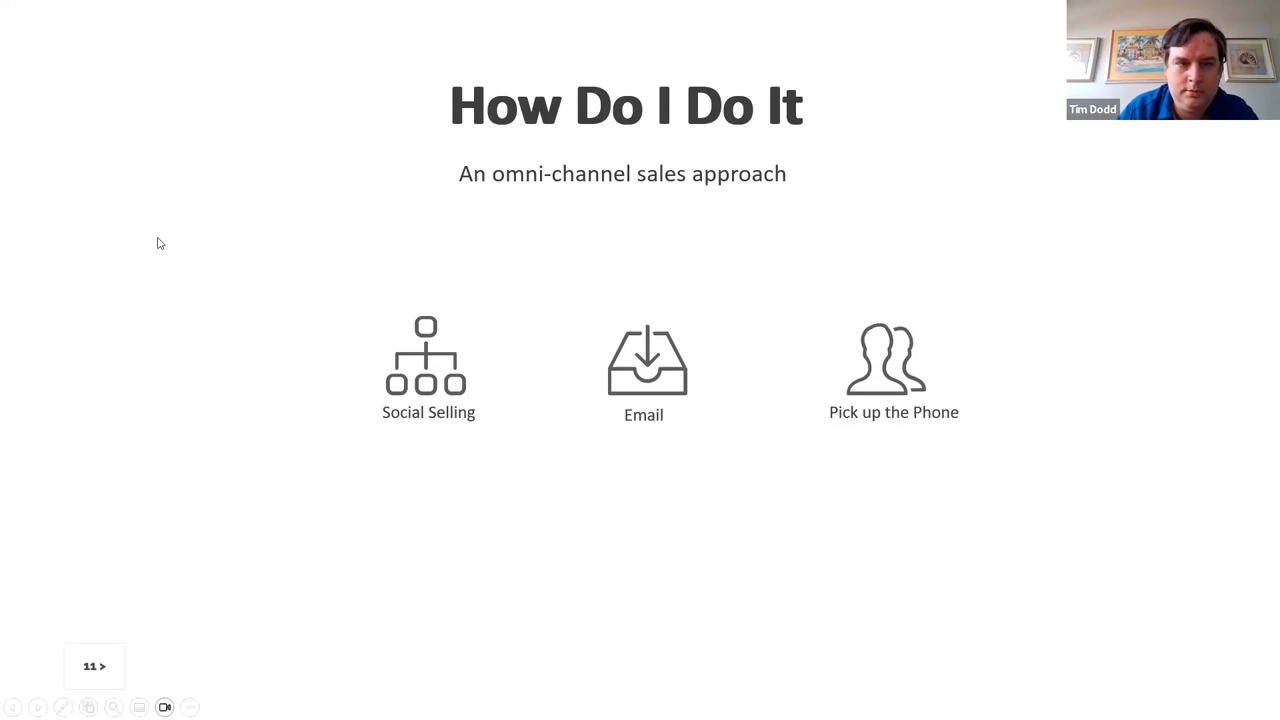 How Do I Do It
Tim Dodd
An omni-channel sales approach
Social Selling
Email
Pick up the Phone
11 >